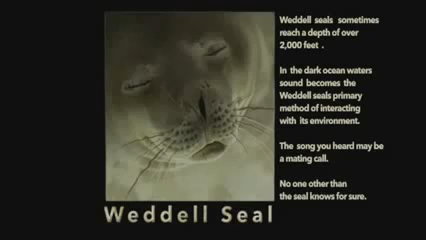 Weddell seals sometimes
reach a depth of over
2,000 feet .
In the dark ocean waters
sound becomes the
Weddell seals primary
method of interacting
with its environment.
The song you heard may be
a mating call.
No one other than
the seal knows for sure.
Weddell Seal